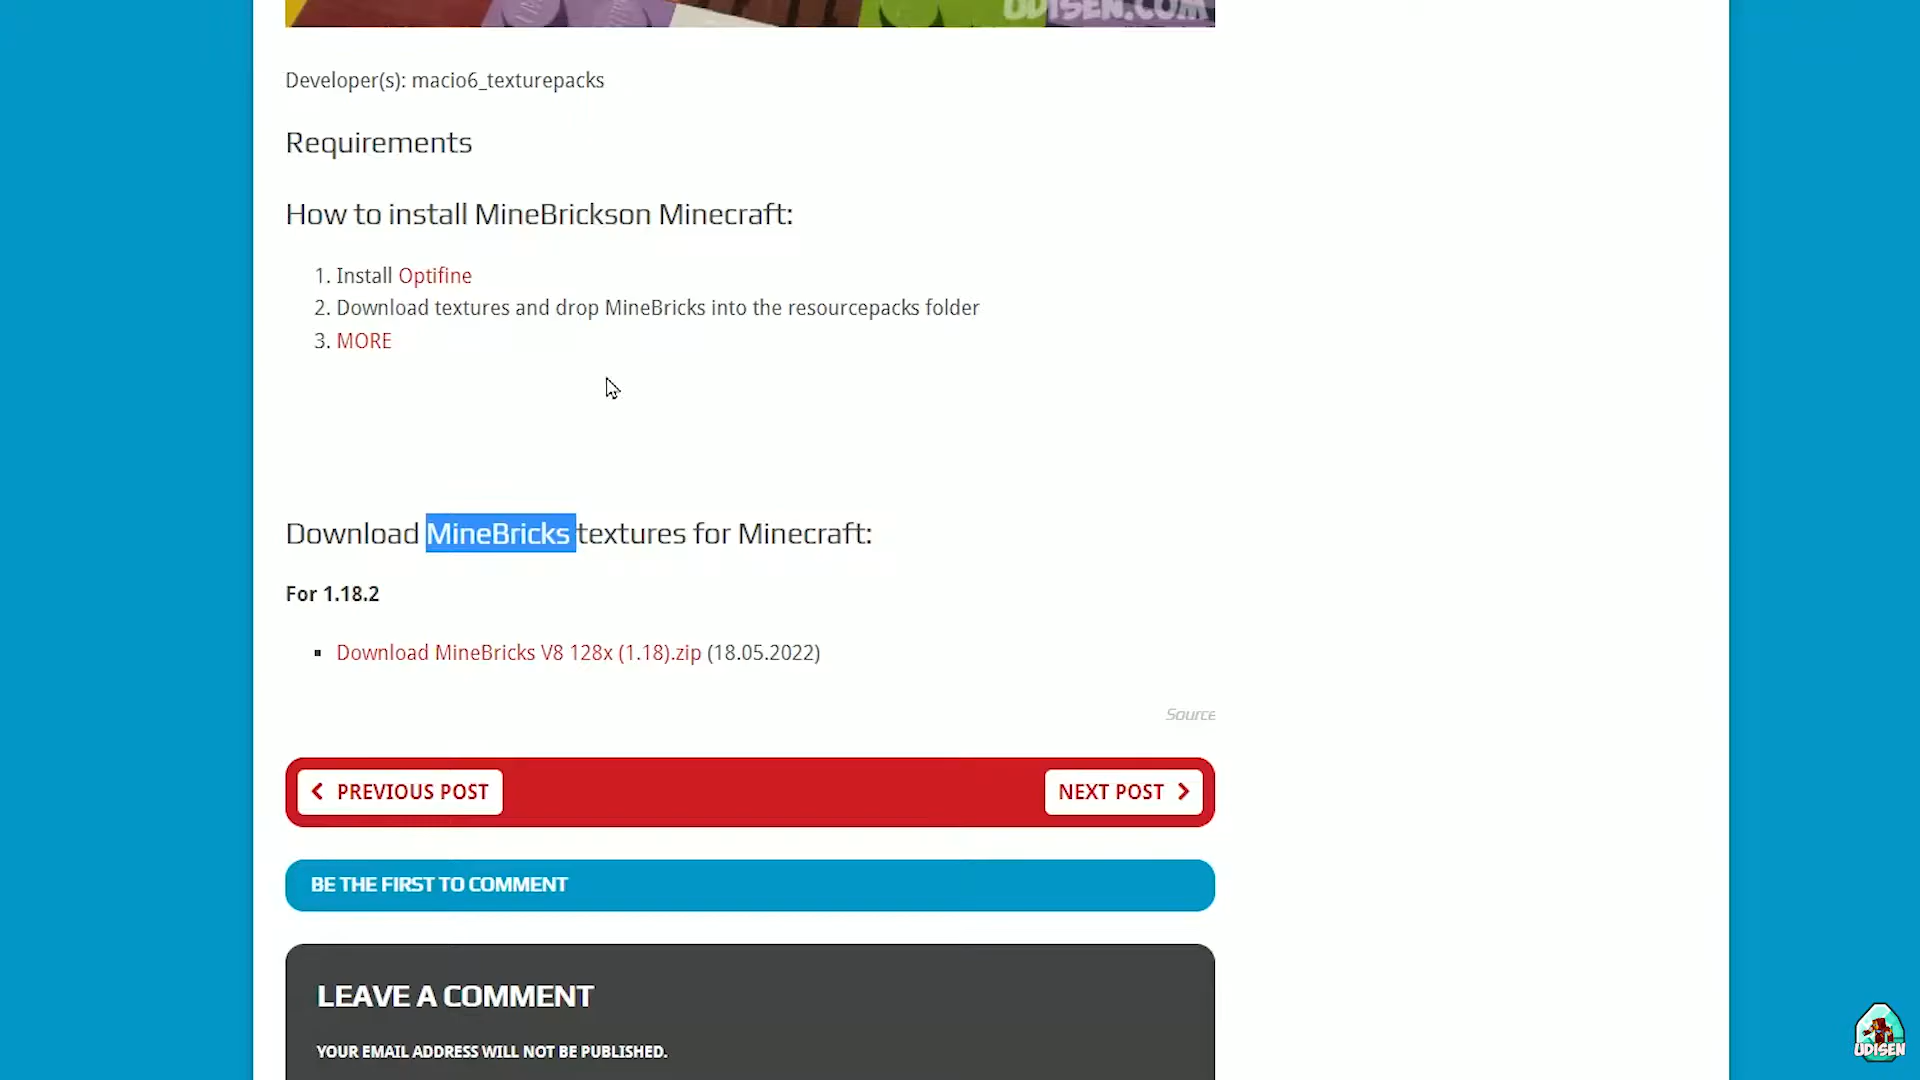 UDISEN.COM
Developer(s): macio6_texturepacks
Requirements
How to install MineBrickson Minecraft:
1. Install Optifine
2. Download textures and drop MineBricks into the resourcepacks folder
3. MORE
Download MineBricks textures for Minecraft:
For 1.18.2
Download MineBricks V8 128x (1.18).zip (18.05.2022)
Source
PREVIOUS POST
NEXT POST
BE THE FIRST TO COMMENT
LEAVE A COMMENT
YOUR EMAIL ADDRESS WILL NOT BE PUBLISHED.
UDISEN